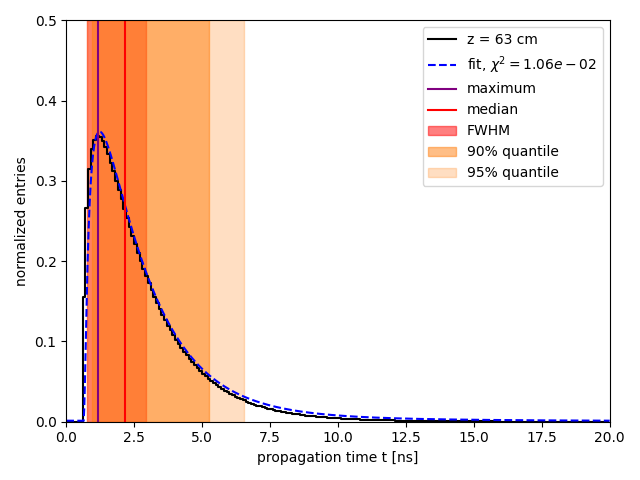 0.5
0.4
0.3
0.2
0.1
0.0
normalized entries
z = 63 cm
fit, χ² = 1.06e − 02
maximum
median
FWHM
90% quantile
95% quantile
0.0 2.5 5.0 7.5 10.0 12.5 15.0 17.5 20.0
propagation time t [ns]